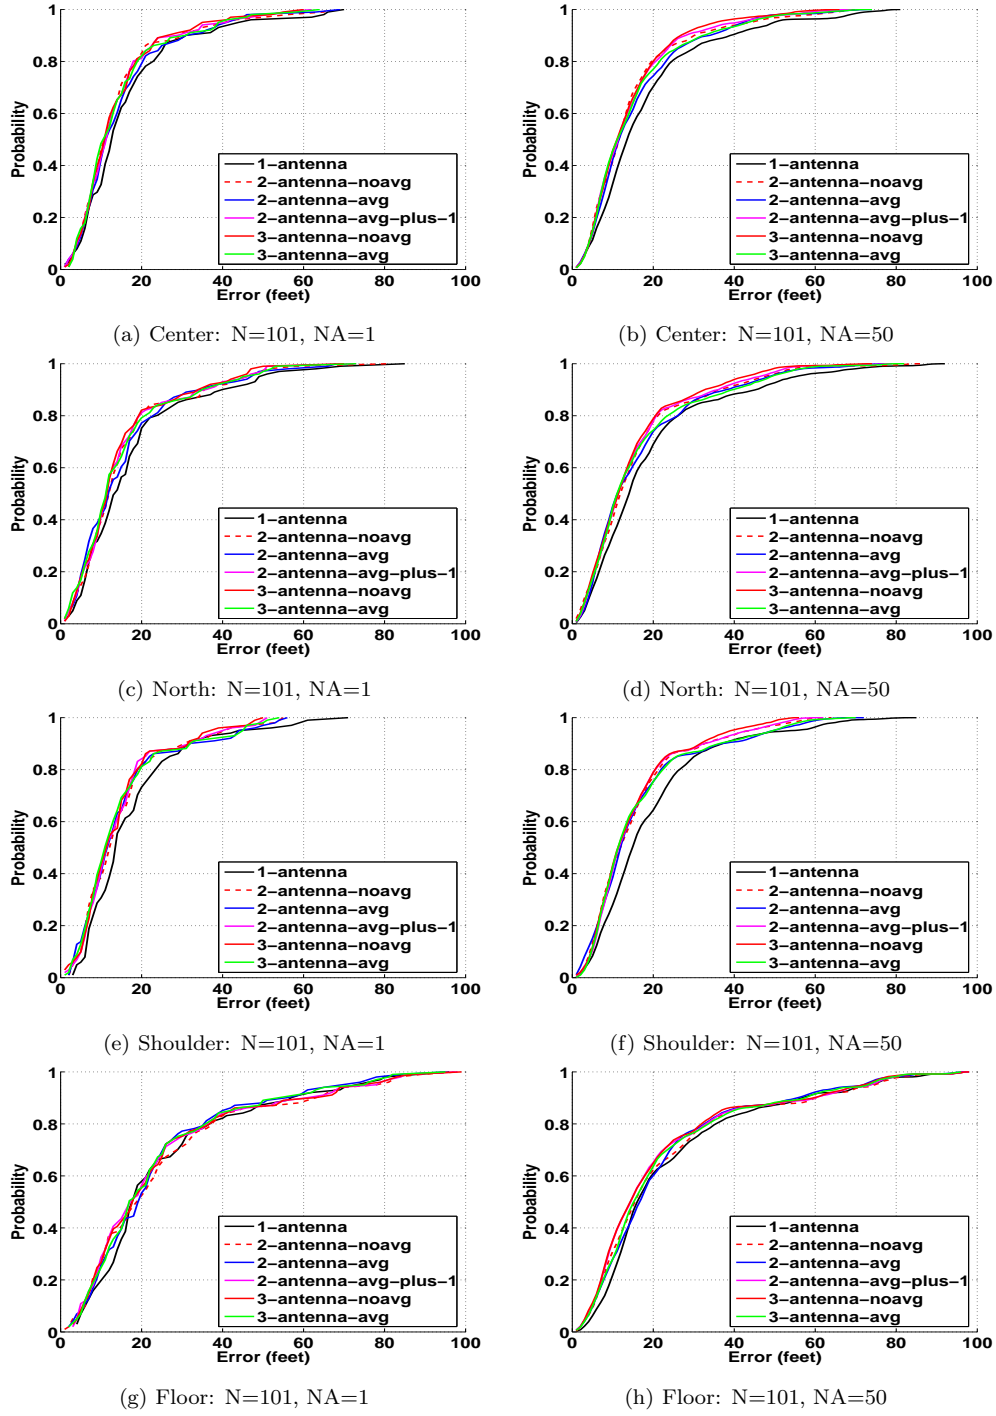 1
0.8
0.6
0.4
0.2
0
Probability
1-antenna
2-antenna-noavg
2-antenna-avg
2-antenna-avg-plus-1
3-antenna-noavg
3-antenna-avg
0 20 40 60 80 100
Error (feet)
(a) Center: N=101, NA=1
1
0.8
0.6
0.4
0.2
0
Probability
1-antenna
2-antenna-noavg
2-antenna-avg
2-antenna-avg-plus-1
3-antenna-noavg
3-antenna-avg
0 20 40 60 80 100
Error (feet)
(b) Center: N=101, NA=50
1
0.8
0.6
0.4
0.2
0
Probability
1-antenna
2-antenna-noavg
2-antenna-avg
2-antenna-avg-plus-1
3-antenna-noavg
3-antenna-avg
0 20 40 60 80 100
Error (feet)
(c) North: N=101, NA=1
1
0.8
0.6
0.4
0.2
0
Probability
1-antenna
2-antenna-noavg
2-antenna-avg
2-antenna-avg-plus-1
3-antenna-noavg
3-antenna-avg
0 20 40 60 80 100
Error (feet)
(d) North: N=101, NA=50
1
0.8
0.6
0.4
0.2
0
Probability
1-antenna
2-antenna-noavg
2-antenna-avg
2-antenna-avg-plus-1
3-antenna-noavg
3-antenna-avg
0 20 40 60 80 100
Error (feet)
(e) Shoulder: N=101, NA=1
1
0.8
0.6
0.4
0.2
0
Probability
1-antenna
2-antenna-noavg
2-antenna-avg
2-antenna-avg-plus-1
3-antenna-noavg
3-antenna-avg
0 20 40 60 80 100
Error (feet)
(f) Shoulder: N=101, NA=50
1
0.8
0.6
0.4
0.2
0
Probability
1-antenna
2-antenna-noavg
2-antenna-avg
2-antenna-avg-plus-1
3-antenna-noavg
3-antenna-avg
0 20 40 60 80 100
Error (feet)
(g) Floor: N=101, NA=1
1
0.8
0.6
0.4
0.2
0
Probability
1-antenna
2-antenna-noavg
2-antenna-avg
2-antenna-avg-plus-1
3-antenna-noavg
3-antenna-avg
0 20 40 60 80 100
Error (feet)
(h) Floor: N=101, NA=50